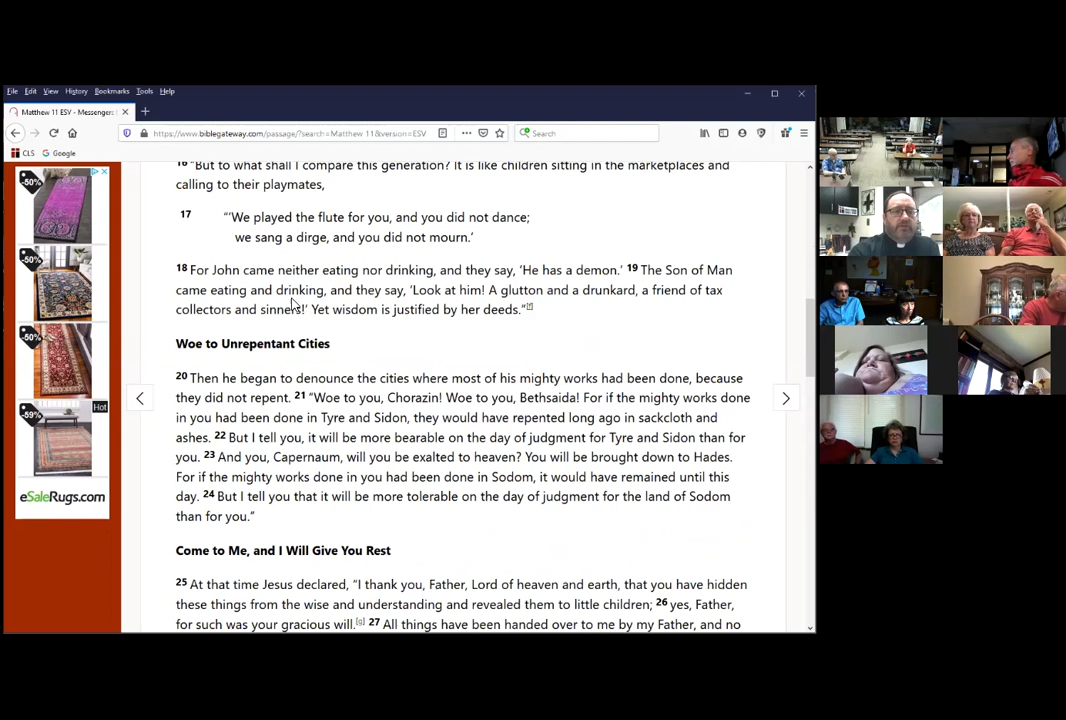 File Edit View History Bookmarks Tools Help
Matthew 11 ESV - Messenger:
https://www.biblegateway.com/passage/?search=Matthew 11&version=ESV
Search
CLS Google
16 "But to what shall I compare this generation? It is like children sitting in the marketplaces and
calling to their playmates,
17 "'We played the flute for you, and you did not dance;
we sang a dirge, and you did not mourn.'
18 For John came neither eating nor drinking, and they say, 'He has a demon.' 19 The Son of Man
came eating and drinking, and they say, 'Look at him! A glutton and a drunkard, a friend of tax
collectors and sinners!' Yet wisdom is justified by her deeds."[f]
Woe to Unrepentant Cities
20 Then he began to denounce the cities where most of his mighty works had been done, because
they did not repent. 21 "Woe to you, Chorazin! Woe to you, Bethsaida! For if the mighty works done
in you had been done in Tyre and Sidon, they would have repented long ago in sackcloth and
ashes. 22 But I tell you, it will be more bearable on the day of judgment for Tyre and Sidon than for
you. 23 And you, Capernaum, will you be exalted to heaven? You will be brought down to Hades.
For if the mighty works done in you had been done in Sodom, it would have remained until this
day. 24 But I tell you that it will be more tolerable on the day of judgment for the land of Sodom
than for you."
Come to Me, and I Will Give You Rest
25 At that time Jesus declared, "I thank you, Father, Lord of heaven and earth, that you have hidden
these things from the wise and understanding and revealed them to little children; 26 yes, Father,
for such was your gracious will.[g] 27 All things have been handed over to me by my Father, and no
-50%
-50%
-50%
-59%
Hot
eSaleRugs.com